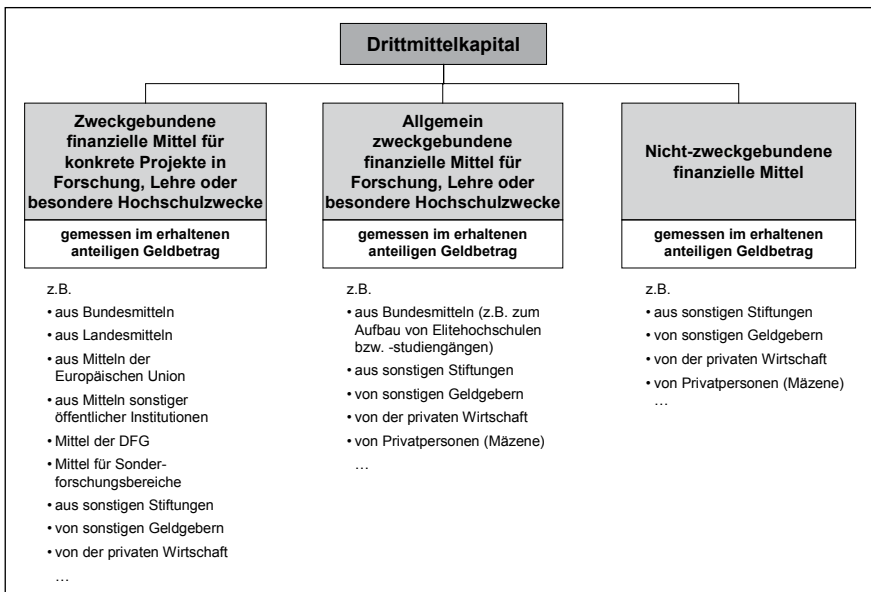 Drittmittelkapital
Zweckgebundene
finanzielle Mittel für
konkrete Projekte in
Forschung, Lehre oder
besondere Hochschulzwecke
gemessen im erhaltenen
anteiligen Geldbetrag
z.B.
• aus Bundesmitteln
• aus Landesmitteln
• aus Mitteln der
Europäischen Union
• aus Mitteln sonstiger
öffentlicher Institutionen
• Mittel der DFG
• Mittel für Sonder-
forschungsbereiche
• aus sonstigen Stiftungen
• von sonstigen Geldgebern
• von der privaten Wirtschaft
…
Allgemein
zweckgebundene
finanzielle Mittel für
Forschung, Lehre oder
besondere Hochschulzwecke
gemessen im erhaltenen
anteiligen Geldbetrag
z.B.
• aus Bundesmitteln (z.B. zum
Aufbau von Elitehochschulen
bzw. -studiengängen)
• aus sonstigen Stiftungen
• von sonstigen Geldgebern
• von der privaten Wirtschaft
• von Privatpersonen (Mäzene)
…
Nicht-zweckgebundene
finanzielle Mittel
gemessen im erhaltenen
anteiligen Geldbetrag
z.B.
• aus sonstigen Stiftungen
• von sonstigen Geldgebern
• von der privaten Wirtschaft
• von Privatpersonen (Mäzene)
…